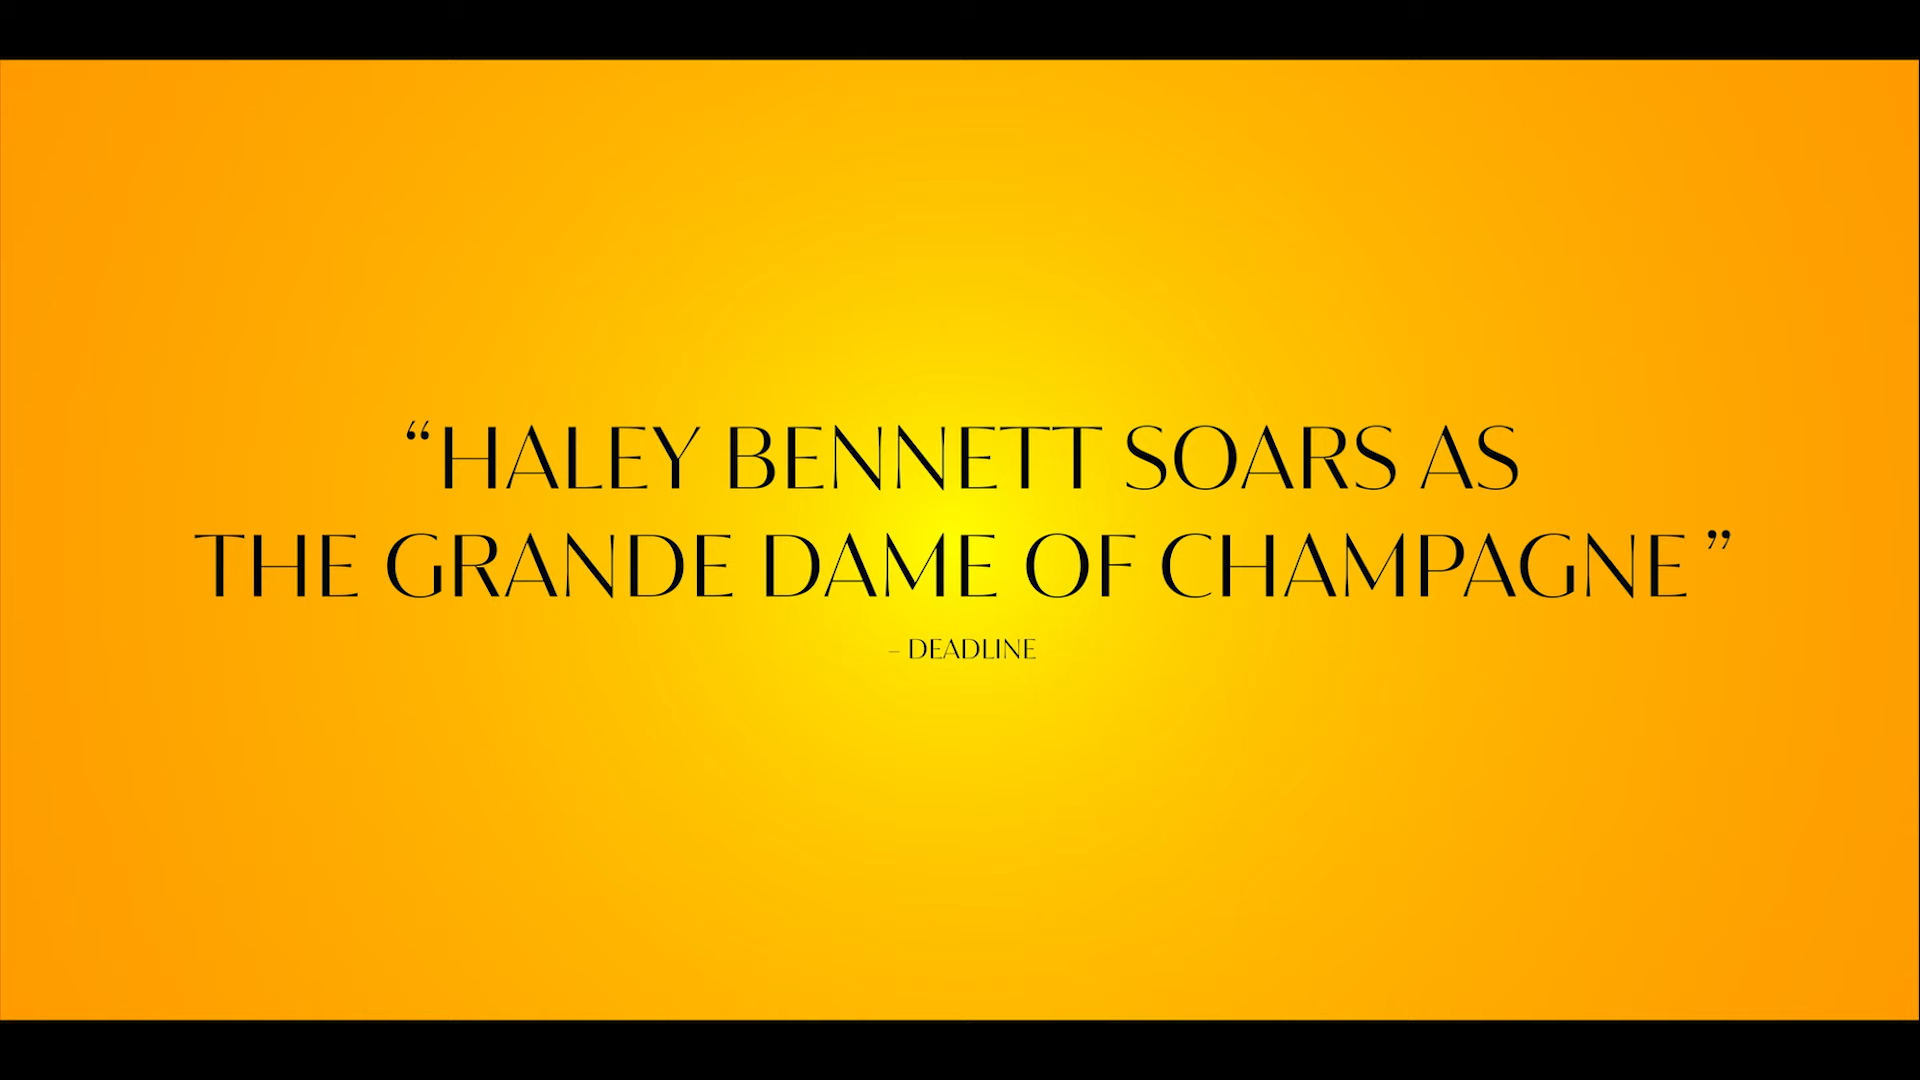 “HALEY BENNETT SOARS AS
THE GRANDE DAME OF CHAMPAGNE ”
– DEADLINE